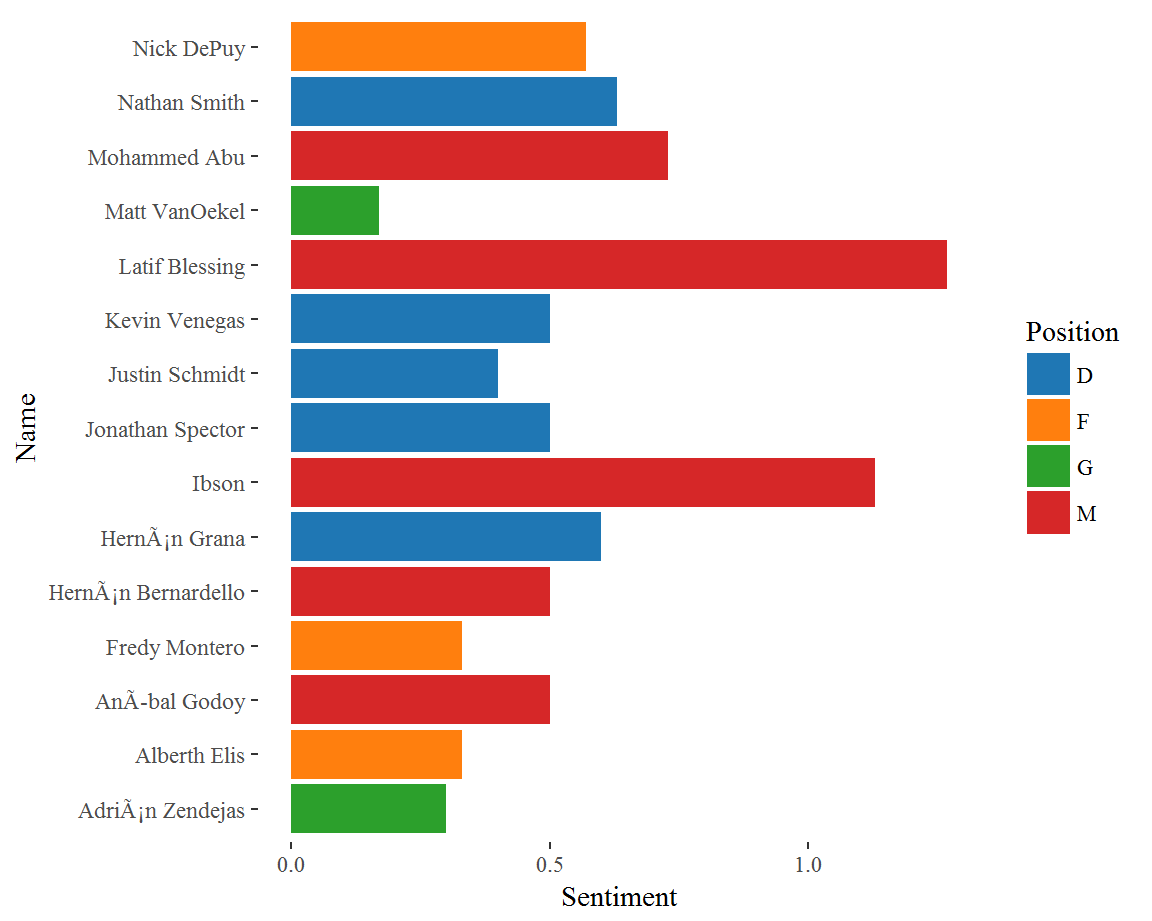 Nick DePuy
Nathan Smith
Mohammed Abu
Matt VanOekel
Latif Blessing
Kevin Venegas
Justin Schmidt
Jonathan Spector
Ibson
HernÃ¡n Grana
HernÃ¡n Bernardello
Fredy Montero
AnÃ-bal Godoy
Alberth Elis
AdriÃ¡n Zendejas
Name
0.0 0.5 1.0
Sentiment
Position
D
F
G
M